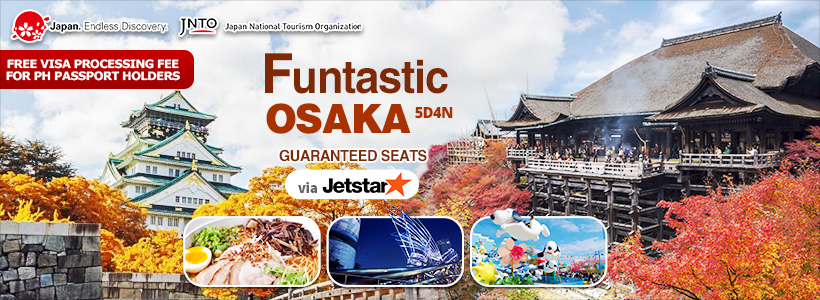 Japan. Endless Discovery.
JNTO Japan National Tourism Organization
FREE VISA PROCESSING FEE
FOR PH PASSPORT HOLDERS
Funtastic
OSAKA 5D4N
GUARANTEED SEATS
via Jetstar